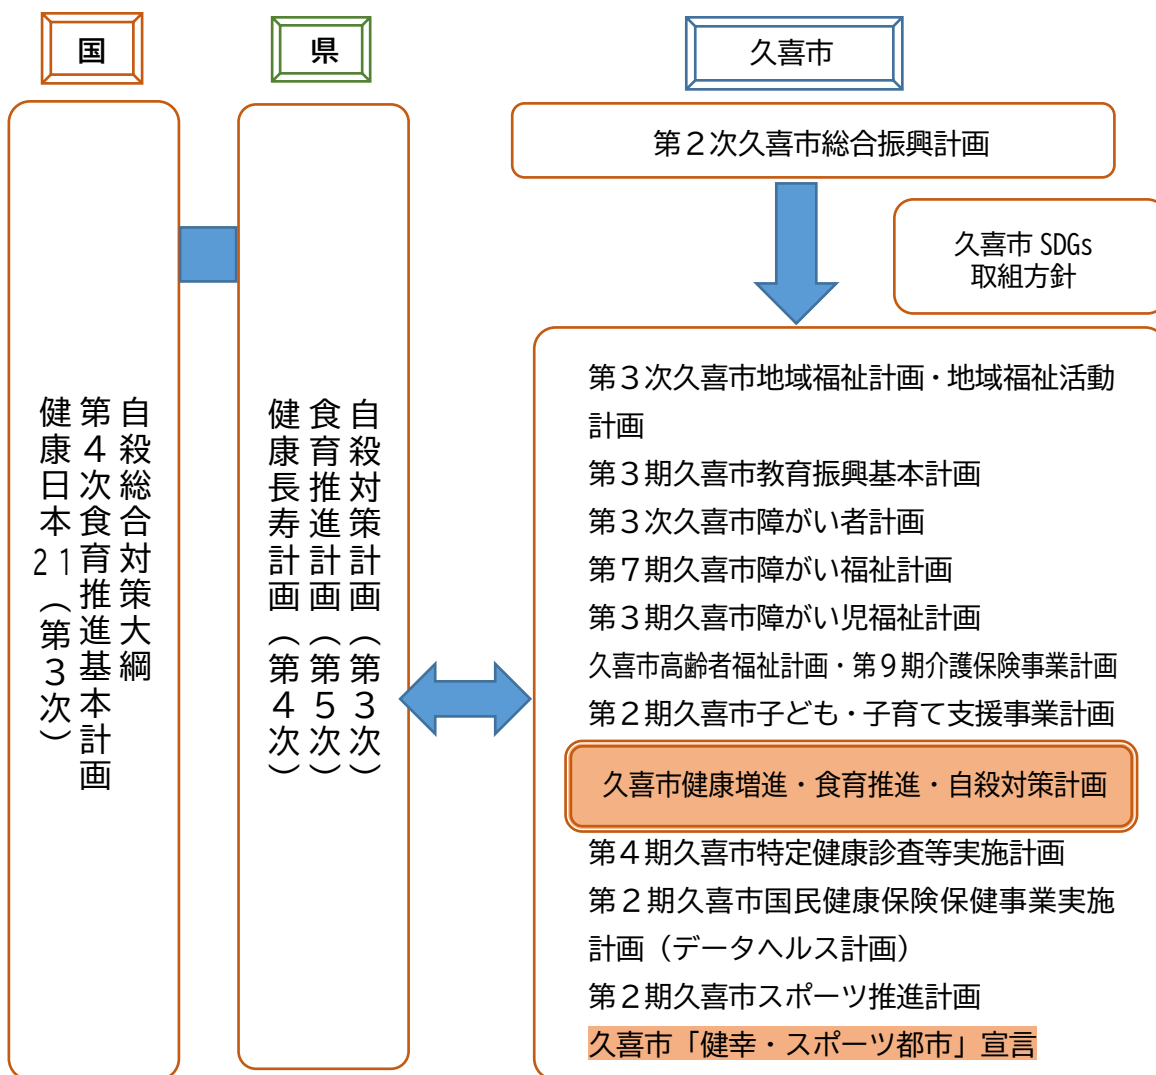 国
県
久喜市
自殺総合対策大綱
第４次食育推進基本計画
健康日本21（第３次）
自殺対策計画（第３次）
食育推進計画（第５次）
健康長寿計画（第４次）
第２次久喜市総合振興計画
久喜市 SDGs
取組方針
第３次久喜市地域福祉計画・地域福祉活動
計画
第３期久喜市教育振興基本計画
第３次久喜市障がい者計画
第７期久喜市障がい福祉計画
第３期久喜市障がい児福祉計画
久喜市高齢者福祉計画・第９期介護保険事業計画
第２期久喜市子ども・子育て支援事業計画
久喜市健康増進・食育推進・自殺対策計画
第４期久喜市特定健康診査等実施計画
第２期久喜市国民健康保険保健事業実施
計画（データヘルス計画）
第２期久喜市スポーツ推進計画
久喜市「健幸・スポーツ都市」宣言